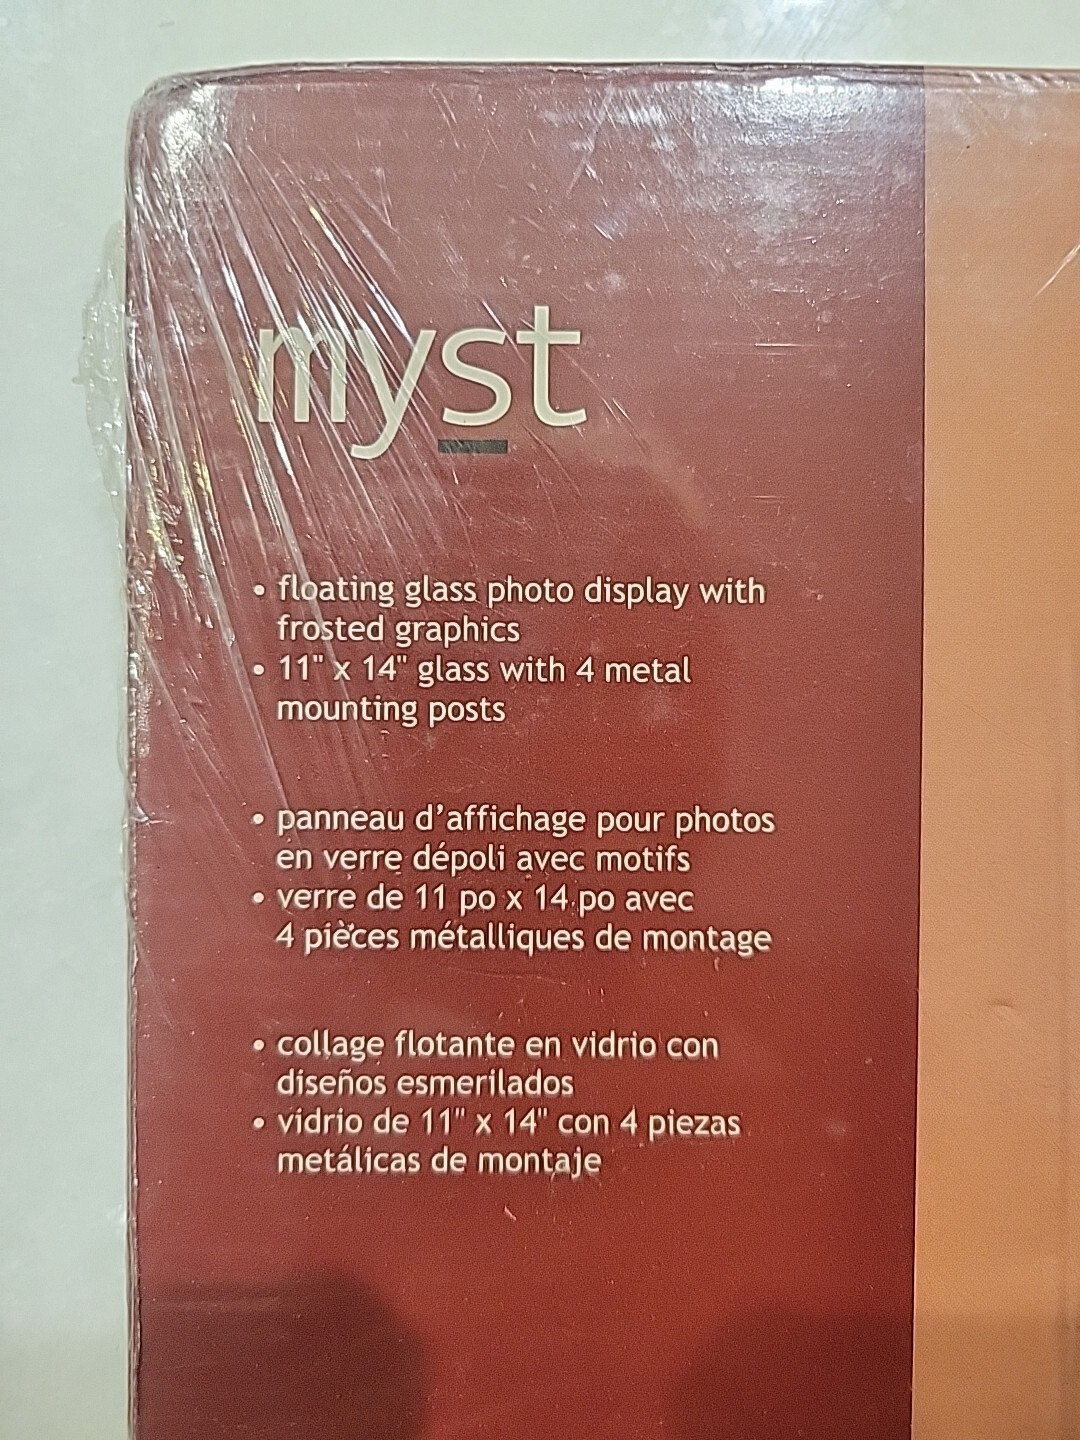 myst
• floating glass photo display with
frosted graphics
• 11" x 14" glass with 4 metal
mounting posts
• panneau d'affichage pour photos
en verre dépoli avec motifs
• verre de 11 po x 14 po avec
4 pièces métalliques de montage
• collage flotante en vidrio con
diseños esmerilados
• vidrio de 11" x 14" con 4 piezas
metálicas de montaje